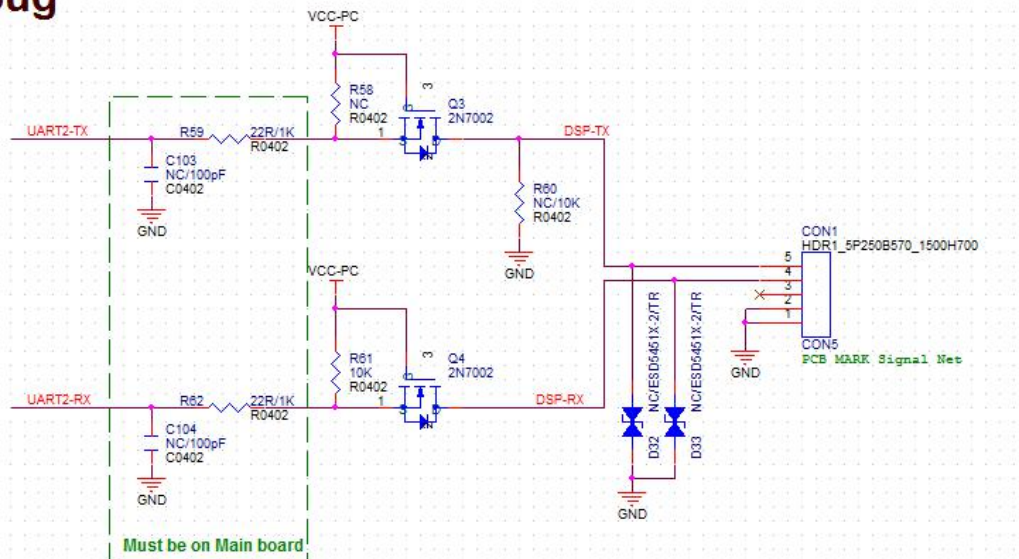 VCC-PC
R58
NC
R0402
3
Q3
2N7002
1
UART2-TX
R59
22R/1K
R0402
DSP-TX
C103
NC/100pF
C0402
GND
R60
NC/10K
R0402
GND
CON1
HDR1_5P250B570_1500H700
5
4
3
2
1
CON5
PCB MARK Signal Net
GND
VCC-PC
R61
10K
R0402
3
Q4
2N7002
1
UART2-RX
R62
22R/1K
R0402
DSP-RX
C104
NC/100pF
C0402
GND
NC/ESD5451X-2/TR
D32
NC/ESD5451X-2/TR
D33
GND
Must be on Main board